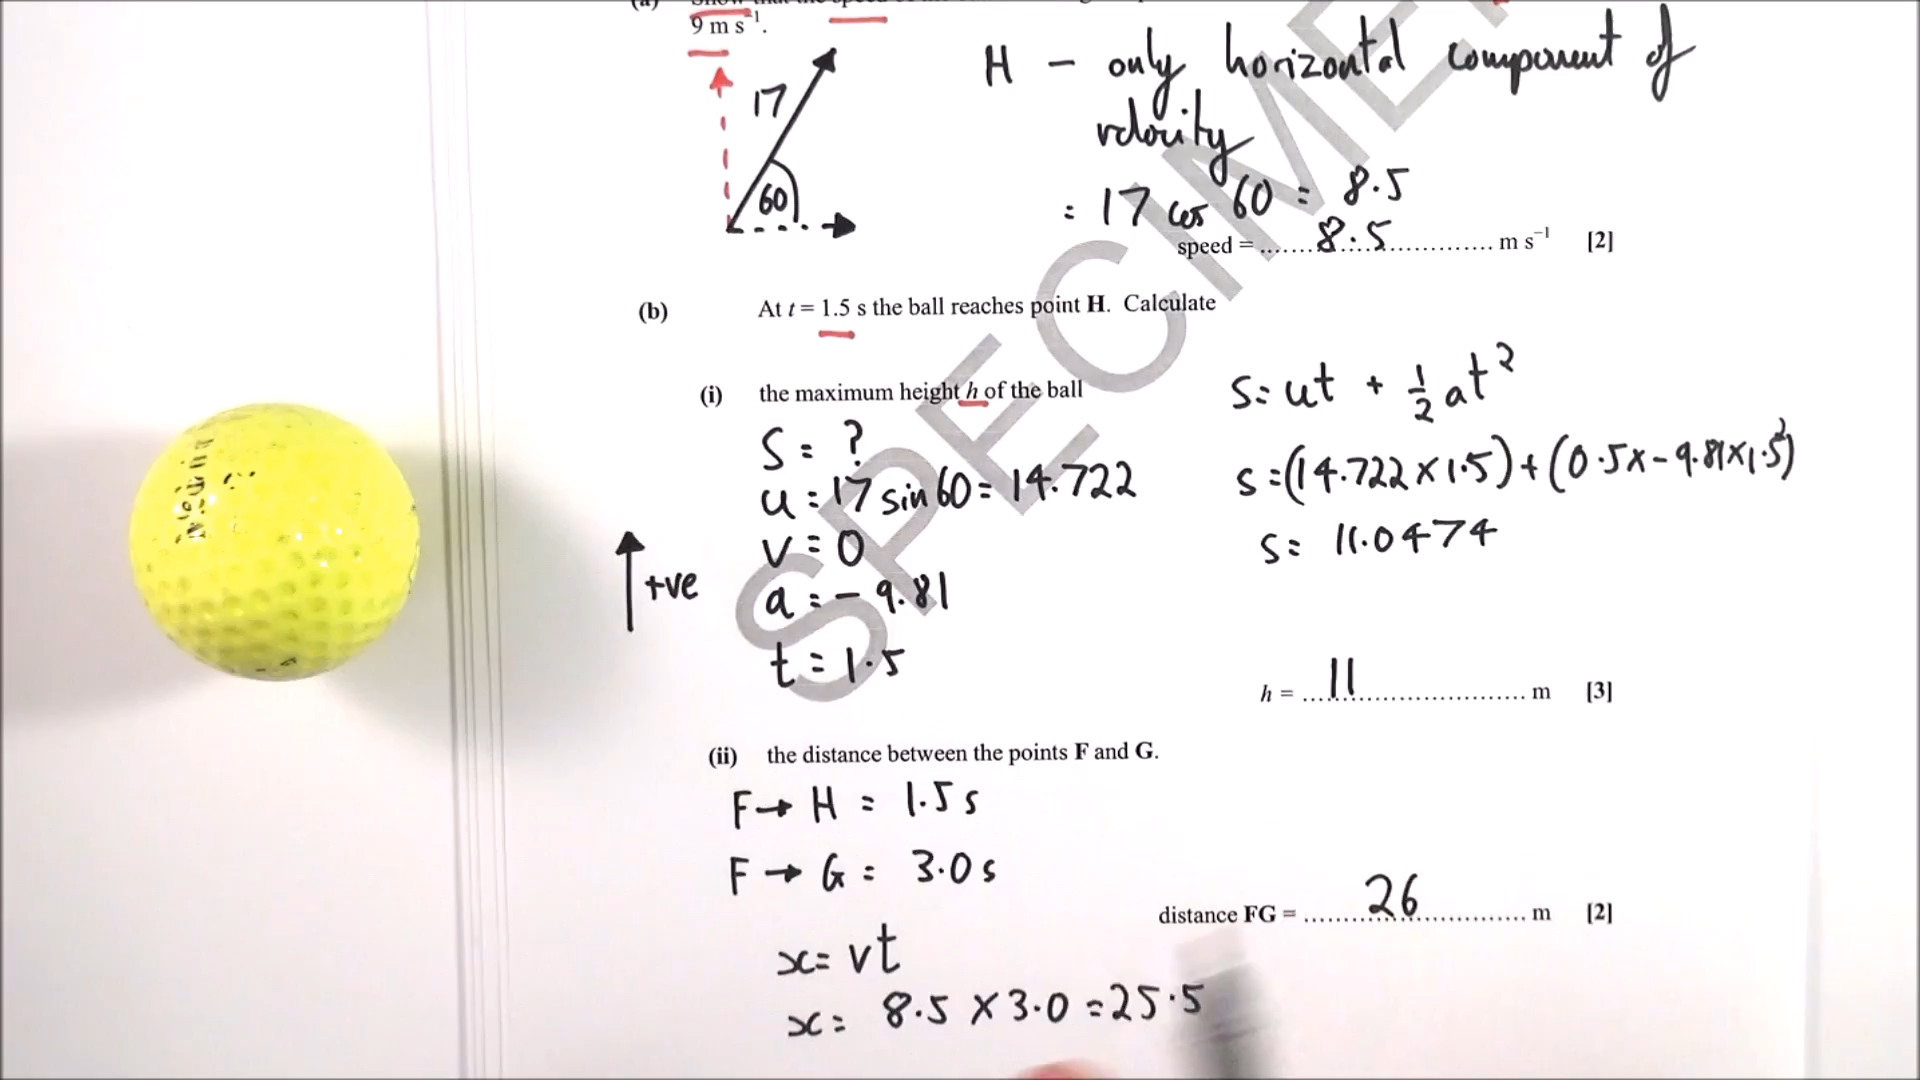 9 m s⁻¹.
17
60
H – only horizontal component of
velocity
= 17 cos 60 = 8.5
speed = ...... 8.5 ...... m s⁻¹ [2]
(b) At t = 1.5 s the ball reaches point H. Calculate
(i) the maximum height h of the ball
s = ?
u = 17 sin 60 = 14.722
v = 0
a = - 9.81
t = 1.5
+ve
s = ut + ½at²
s = (14.722 × 1.5) + (0.5 x - 9.81 × 1.5²)
s = 11.0474
h = ...... 11 ...... m [3]
(ii) the distance between the points F and G.
F → H = 1.5 s
F → G = 3.0 s
distance FG = ...... 26 ...... m [2]
x = vt
x = 8.5 × 3.0 = 25.5
SPECIMEN